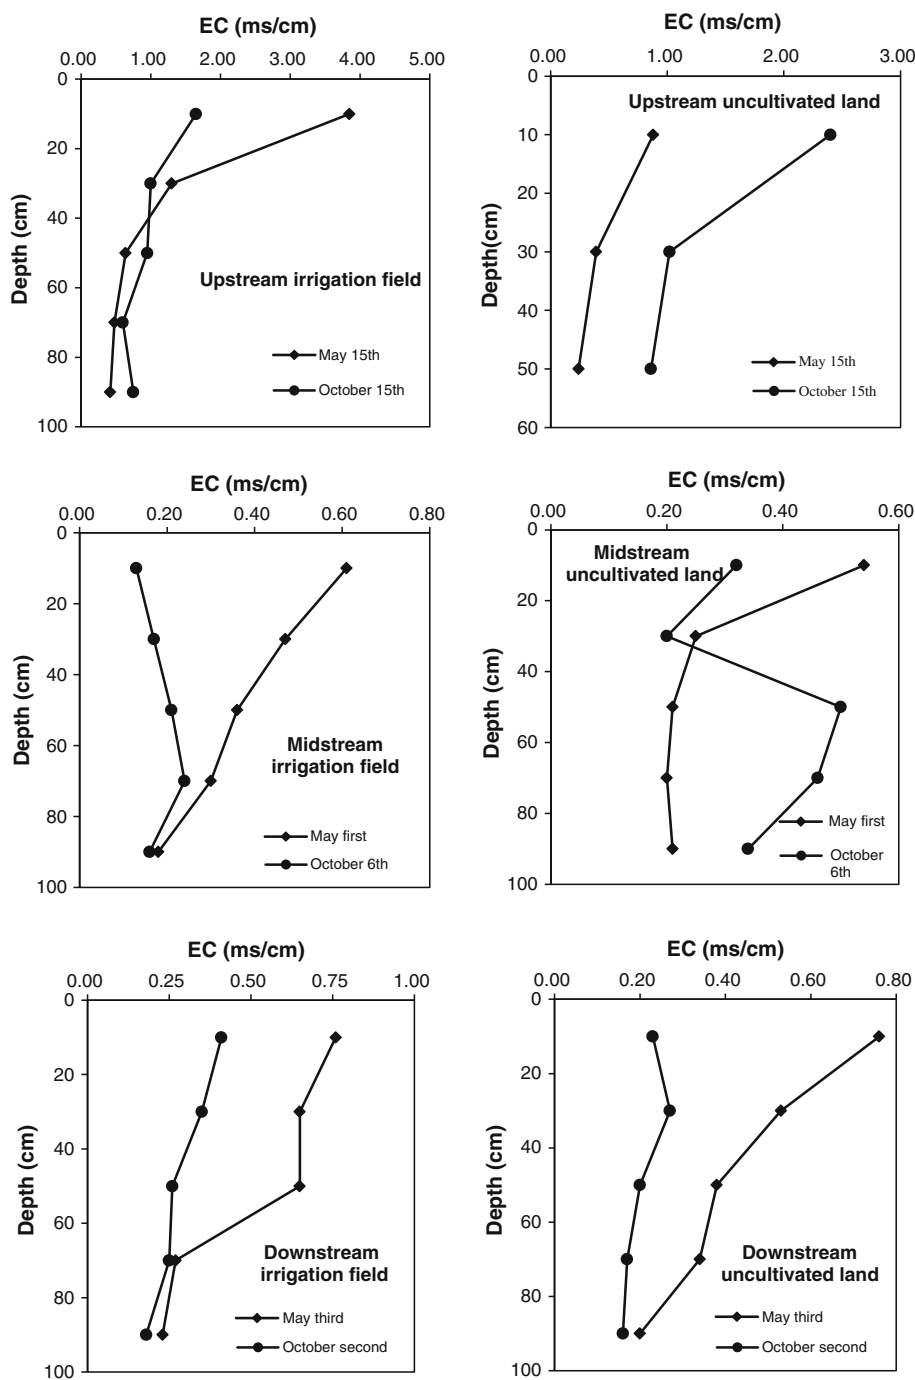 EC (ms/cm)
0.00 1.00 2.00 3.00 4.00 5.00
0
20
40
60
80
100
Depth (cm)
Upstream irrigation field
May 15th
October 15th
EC (ms/cm)
0.00 1.00 2.00 3.00
0
10
20
30
40
50
60
Depth(cm)
Upstream uncultivated land
May 15th
October 15th
EC (ms/cm)
0.00 0.20 0.40 0.60 0.80
0
20
40
60
80
100
Depth (cm)
Midstream
irrigation field
May first
October 6th
EC (ms/cm)
0.00 0.20 0.40 0.60
0
20
40
60
80
100
Depth (cm)
Midstream
uncultivated land
May first
October
6th
EC (ms/cm)
0.00 0.25 0.50 0.75 1.00
0
20
40
60
80
100
Depth (cm)
Downstream
irrigation field
May third
October second
EC (ms/cm)
0.00 0.20 0.40 0.60 0.80
0
20
40
60
80
100
Depth (cm)
Downstream
uncultivated land
May third
October second